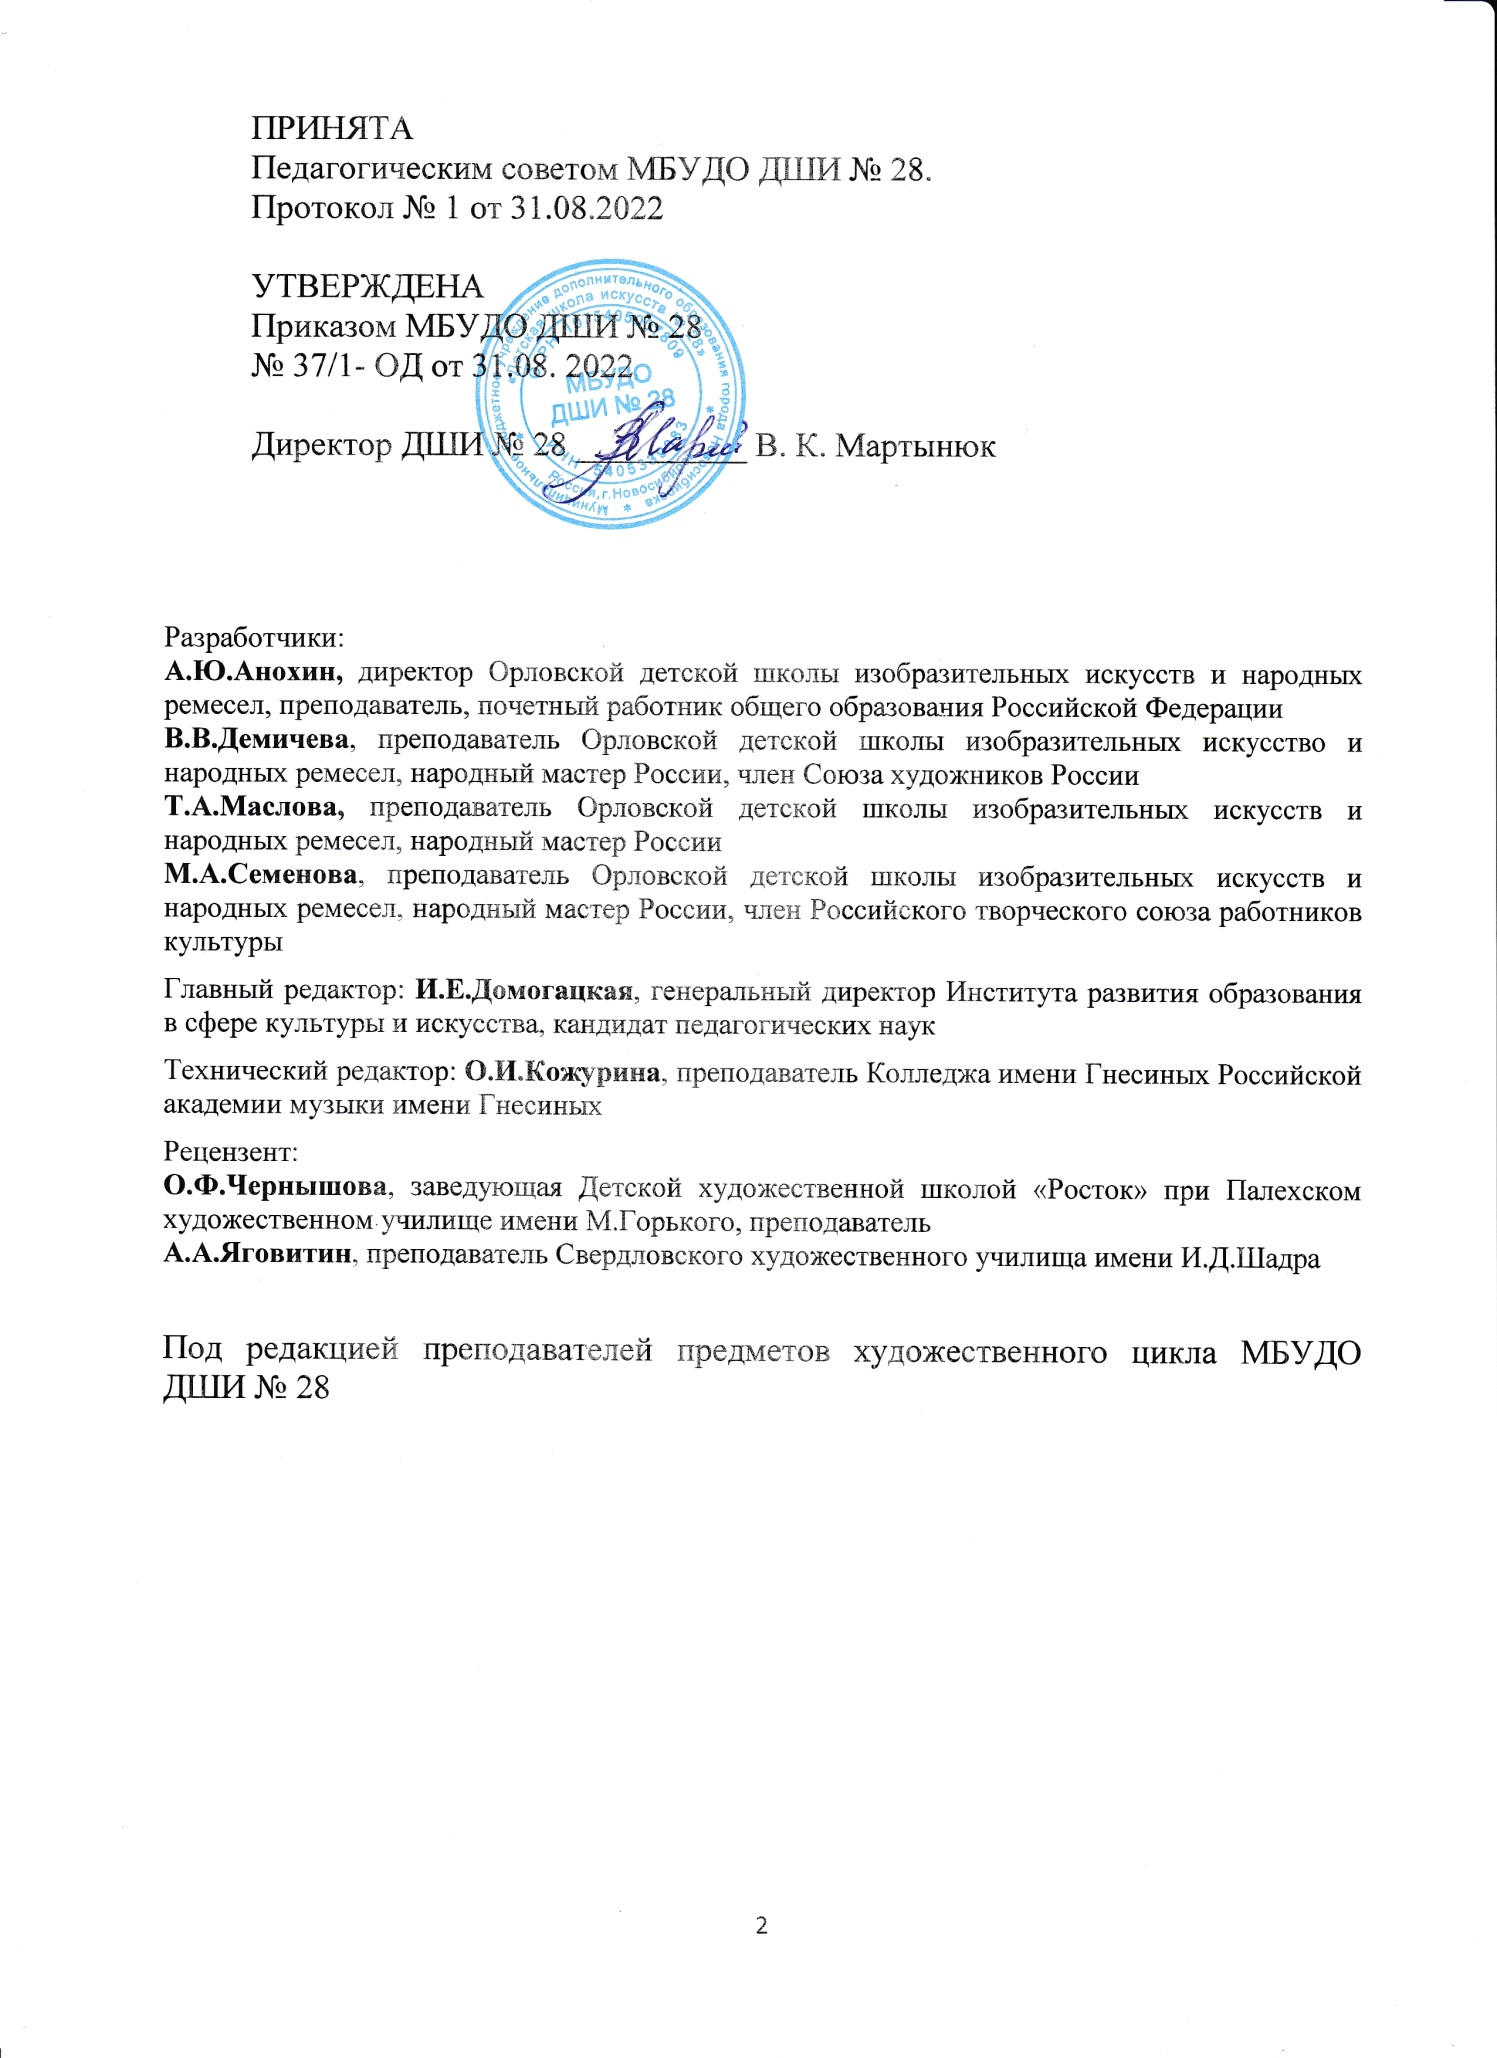 ПРИНЯТА
Педагогическим советом МБУДО ДШИ № 28.
Протокол № 1 от 31.08.2022
УТВЕРЖДЕНА
Приказом МБУДО ДШИ № 28
№ 37/1- ОД от 31.08. 2022
МБУДО
ДШИ № 28
Директор ДШИ № 28 __________ В. К. Мартынюк
Разработчики:
А.Ю.Анохин, директор Орловской детской школы изобразительных искусств и народных
ремесел, преподаватель, почетный работник общего образования Российской Федерации
В.В.Демичева, преподаватель Орловской детской школы изобразительных искусство и
народных ремесел, народный мастер России, член Союза художников России
Т.А.Маслова, преподаватель Орловской детской школы изобразительных искусств и
народных ремесел, народный мастер России
М.А.Семенова, преподаватель Орловской детской школы изобразительных искусств и
народных ремесел, народный мастер России, член Российского творческого союза работников
культуры
Главный редактор: И.Е.Домогацкая, генеральный директор Института развития образования
в сфере культуры и искусства, кандидат педагогических наук
Технический редактор: О.И.Кожурина, преподаватель Колледжа имени Гнесиных Российской
академии музыки имени Гнесиных
Рецензент:
О.Ф.Чернышова, заведующая Детской художественной школой «Росток» при Палехском
художественном училище имени М.Горького, преподаватель
А.А.Яговитин, преподаватель Свердловского художественного училища имени И.Д.Шадра
Под редакцией преподавателей предметов художественного цикла МБУДО
ДШИ № 28
2